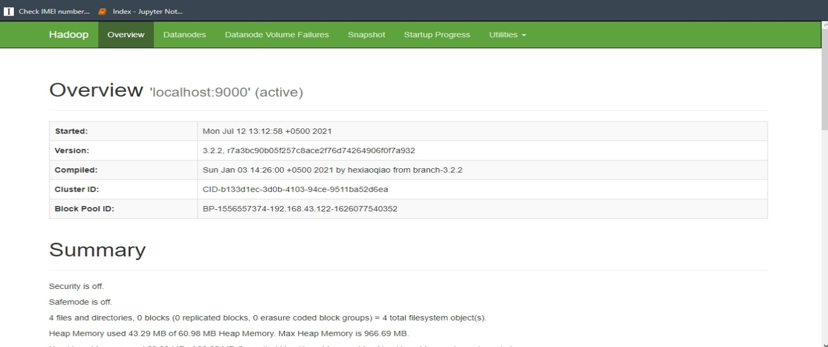 Check IMEI number... Index - Jupyter Not...
Hadoop Overview Datanodes Datanode Volume Failures Snapshot Startup Progress Utilities
Overview 'localhost:9000' (active)
Started: Mon Jul 12 13:12:58 +0500 2021
Version: 3.2.2, r7a3bc90b05f257c8ace2f76d74264906f0f7a932
Compiled: Sun Jan 03 14:26:00 +0500 2021 by hexiaoqiao from branch-3.2.2
Cluster ID: CID-b133d1ec-3d0b-4103-94ce-9511ba52d6ea
Block Pool ID: BP-1556557374-192.168.43.122-1626077540352
Summary
Security is off.
Safemode is off.
4 files and directories, 0 blocks (0 replicated blocks, 0 erasure coded block groups) = 4 total filesystem object(s).
Heap Memory used 43.29 MB of 60.98 MB Heap Memory. Max Heap Memory is 966.69 MB.